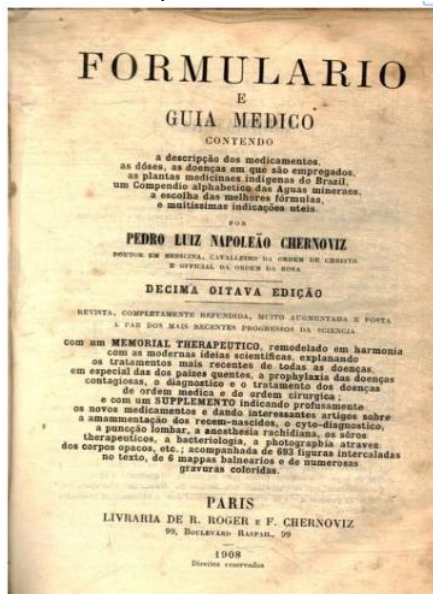 FORMULARIO
E
GUIA MEDICO
CONTENDO
a descripção dos medicamentos,
as dóses, as doenças em que são empregados,
as plantas medicinaes indigenas do Brazil,
um Compendio alphabetico das Aguas mineraes,
a escolha das melhores fórmulas,
e muitissimas indicações uteis
POR
PEDRO LUIZ NAPOLEÃO CHERNOVIZ
DOUTOR EM MEDICINA, CAVALLEIRO DA ORDEM DE CHRISTO
E OFFICIAL DA ORDEM DA ROSA
DECIMA OITAVA EDIÇÃO
REVISTA, COMPLETAMENTE REFUNDIDA, MUITO AUGMENTADA E POSTA
A PAR DOS MAIS RECENTES PROGRESSOS DA SCIENCIA
com um MEMORIAL THERAPEUTICO, remodelado em harmonia
com as modernas ideias scientificas, explanando
os tratamentos mais recentes de todas as doenças,
em especial das dos paizes quentes, a prophylaxia das doenças
contagiosas, o diagnostico e o tratamento dos doenças
de ordem medica e de ordem cirurgica;
e com um SUPPLEMENTO indicando profusamente
os novos medicamentos e dando interessantes artigos sobre
a amammentação dos recem-nascidos, o cyto-diagnostico,
a puncção lombar, a anesthesia rachidiana, os sôros
therapeuticos, a bacteriologia, a photographia atravez
dos corpos opacos, etc.; acompanhada de 693 figuras intercaladas
no texto, de 6 mappas balnearios e de numerosas
gravuras coloridas.
PARIS
LIVRARIA DE R. ROGER E F. CHERNOVIZ
99, BOULEVARD RASPAIL, 99
1908
Direitos reservados